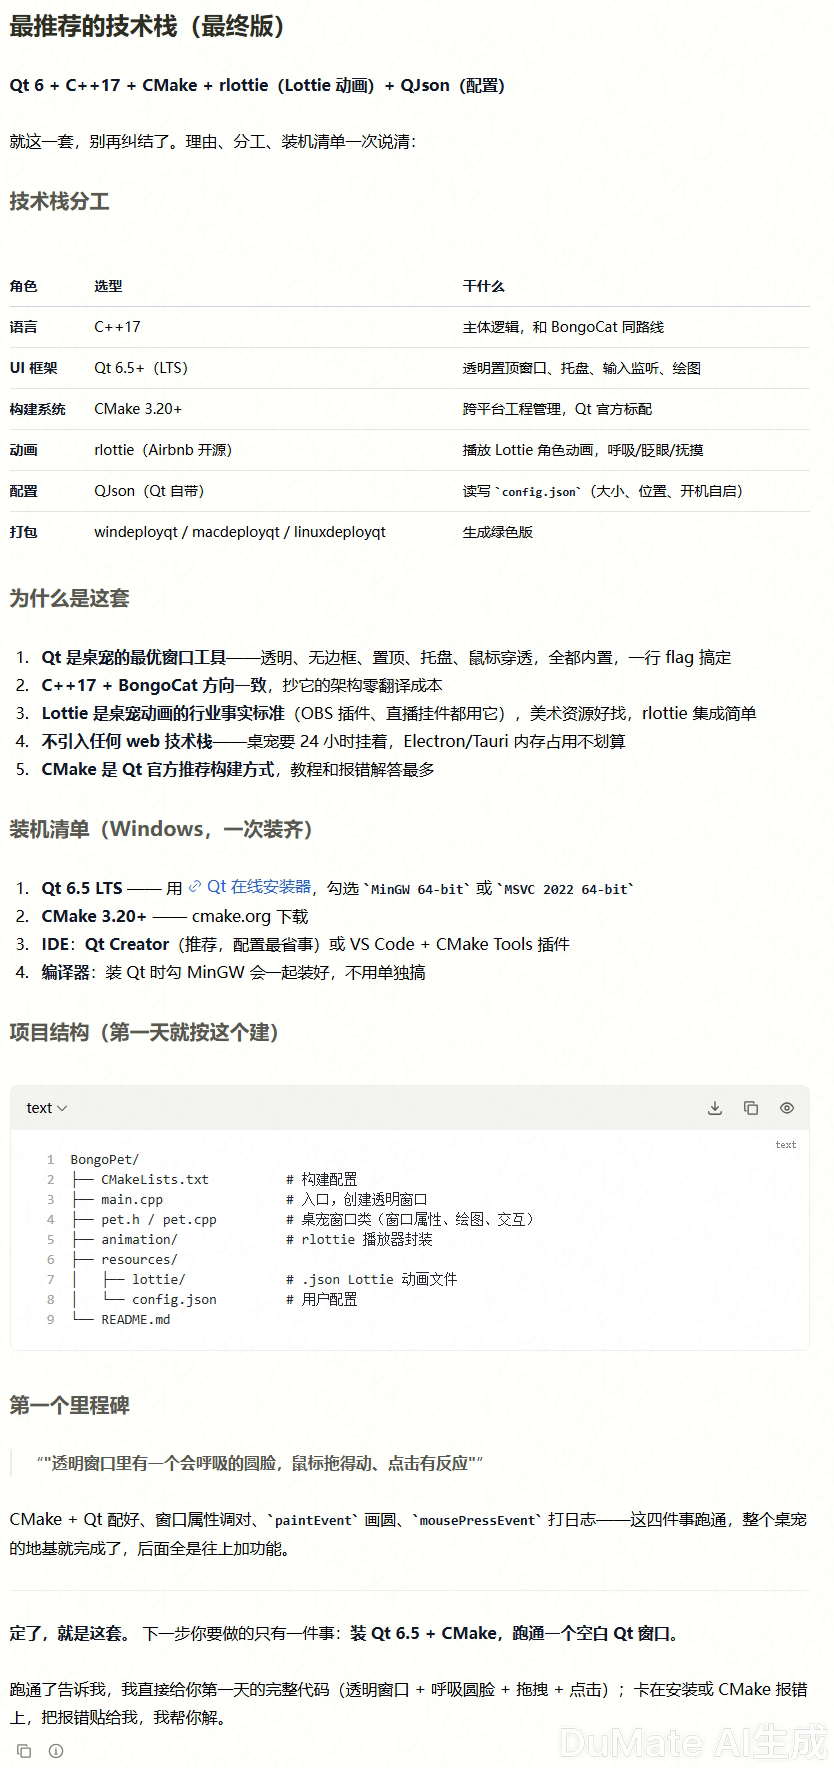 最推荐的技术栈（最终版）
Qt 6 + C++17 + CMake + rlottie（Lottie 动画）+ QJson（配置）
就这一套，别再纠结了。理由、分工、装机清单一次说清：
技术栈分工
角色 选型 干什么
语言 C++17 主体逻辑，和 BongoCat 同路线
UI 框架 Qt 6.5+（LTS） 透明置顶窗口、托盘、输入监听、绘图
构建系统 CMake 3.20+ 跨平台工程管理，Qt 官方标配
动画 rlottie（Airbnb 开源） 播放 Lottie 角色动画，呼吸/眨眼/抚摸
配置 QJson（Qt 自带） 读写 `config.json`（大小、位置、开机自启）
打包 windeployqt / macdeployqt / linuxdeployqt 生成绿色版
为什么是这套
1. Qt 是桌宠的最优窗口工具——透明、无边框、置顶、托盘、鼠标穿透，全都内置，一行 flag 搞定
2. C++17 + BongoCat 方向一致，抄它的架构零翻译成本
3. Lottie 是桌宠动画的行业事实标准（OBS 插件、直播挂件都用它），美术资源好找，rlottie 集成简单
4. 不引入任何 web 技术栈——桌宠要 24 小时挂着，Electron/Tauri 内存占用不划算
5. CMake 是 Qt 官方推荐构建方式，教程和报错解答最多
装机清单（Windows，一次装齐）
1. Qt 6.5 LTS —— 用 Qt 在线安装器，勾选 `MinGW 64-bit` 或 `MSVC 2022 64-bit`
2. CMake 3.20+ —— cmake.org 下载
3. IDE：Qt Creator（推荐，配置最省事）或 VS Code + CMake Tools 插件
4. 编译器：装 Qt 时勾 MinGW 会一起装好，不用单独搞
项目结构（第一天就按这个建）
text
text
1 BongoPet/
2 ├── CMakeLists.txt # 构建配置
3 ├── main.cpp # 入口，创建透明窗口
4 ├── pet.h / pet.cpp # 桌宠窗口类（窗口属性、绘图、交互）
5 ├── animation/ # rlottie 播放器封装
6 ├── resources/
7 │   ├── lottie/ # .json Lottie 动画文件
8 │   └── config.json # 用户配置
9 └── README.md
第一个里程碑
“"透明窗口里有一个会呼吸的圆脸，鼠标拖得动、点击有反应"”
CMake + Qt 配好、窗口属性调对、`paintEvent` 画圆、`mousePressEvent` 打日志——这四件事跑通，整个桌宠
的地基就完成了，后面全是往上加功能。
定了，就是这套。 下一步你要做的只有一件事：装 Qt 6.5 + CMake，跑通一个空白 Qt 窗口。
跑通了告诉我，我直接给你第一天的完整代码（透明窗口 + 呼吸圆脸 + 拖拽 + 点击）；卡在安装或 CMake 报错
上，把报错贴给我，我帮你解。
DuMate AI生成